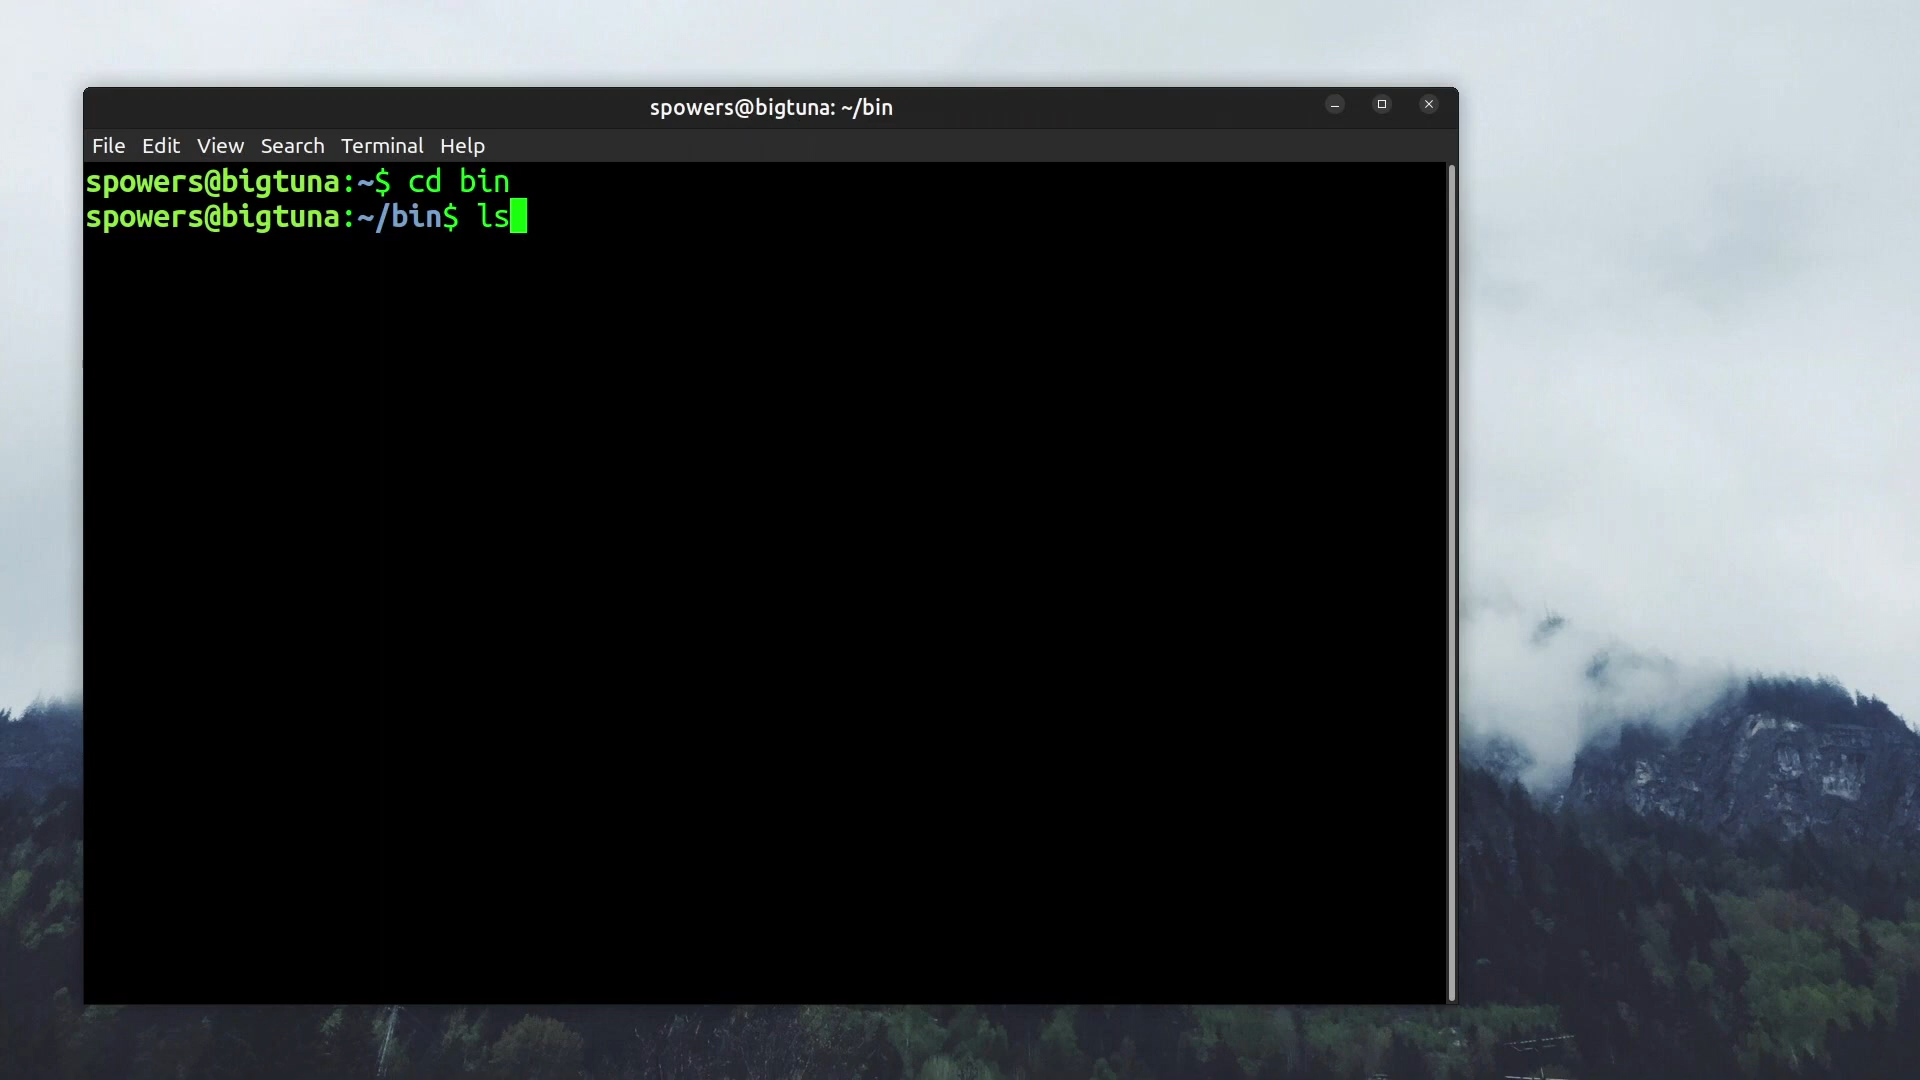 spowers@bigtuna: ~/bin
File Edit View Search Terminal Help
spowers@bigtuna:~$ cd bin
spowers@bigtuna:~/bin$ ls